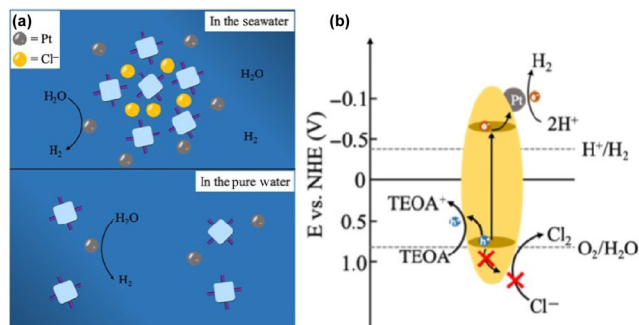 (a)
In the seawater
= Pt
= Cl⁻
H₂O
H₂O
H₂
H₂
In the pure water
H₂O
H₂
(b)
E vs. NHE (V)
-0.1
-0.5
0
0.5
1.0
H₂
Pt
e⁻
2H⁺
H⁺/H₂
e⁻
TEOA⁺
h⁺
TEOA
h⁺
Cl₂
O₂/H₂O
Cl⁻